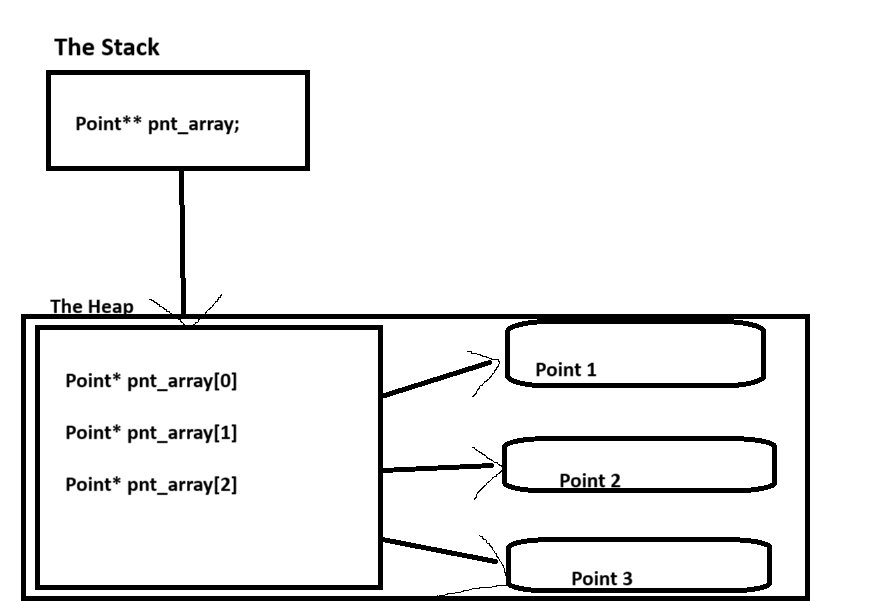 The Stack
Point** pnt_array;
The Heap
Point* pnt_array[0]
Point* pnt_array[1]
Point* pnt_array[2]
Point 1
Point 2
Point 3